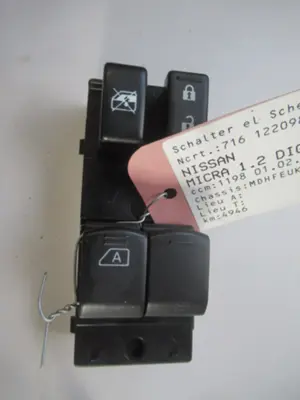 Schalter el Sch
Ncrt.:716 122098
NISSAN
MICRA 1.2 DIG
ccm:1198 01.02.
Chassis:MDHFEUK
Lieu A:
Lieu T:
km:4946
A